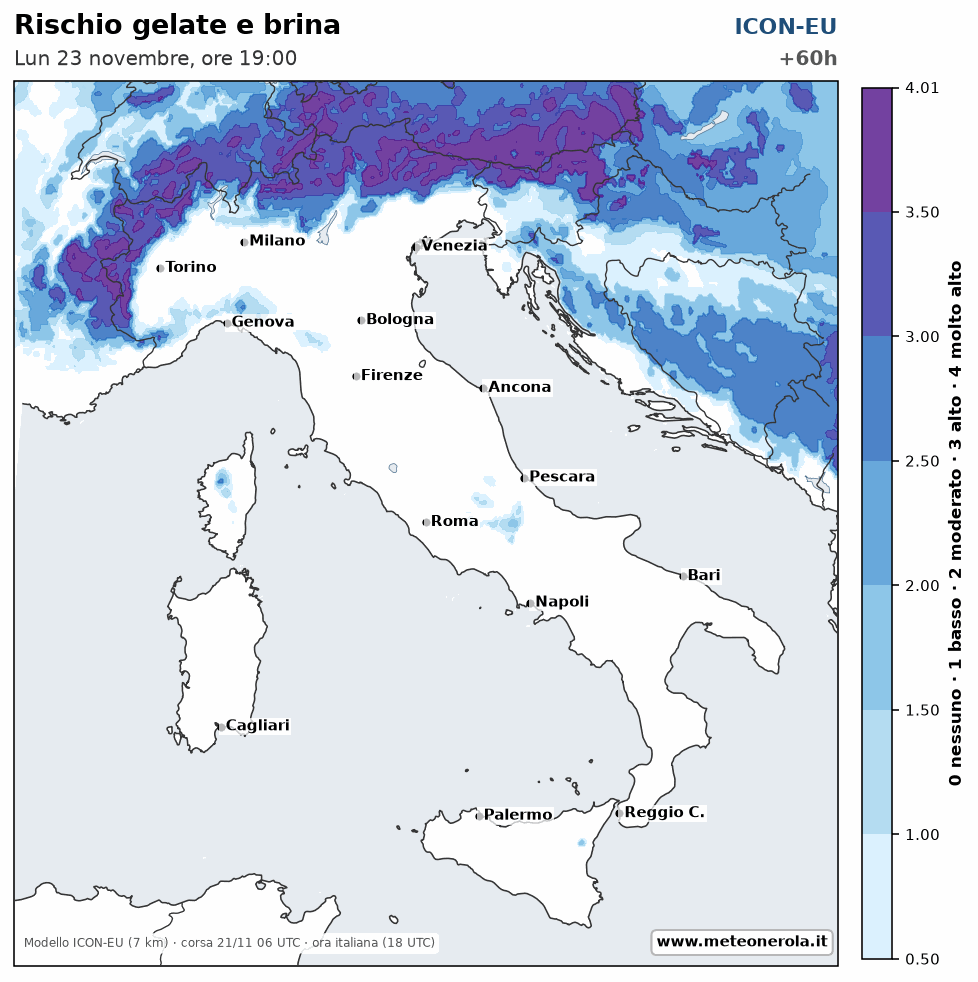 Rischio gelate e brina
ICON-EU
Lun 23 novembre, ore 19:00
+60h
4.01
3.50
3.00
2.50
2.00
1.50
1.00
0.50
0 nessuno · 1 basso · 2 moderato · 3 alto · 4 molto alto
Milano
Venezia
Torino
Genova
Bologna
Firenze
Ancona
Pescara
Roma
Bari
Napoli
Cagliari
Palermo
Reggio C.
Modello ICON-EU (7 km) · corsa 21/11 06 UTC · ora italiana (18 UTC)
www.meteonerola.it